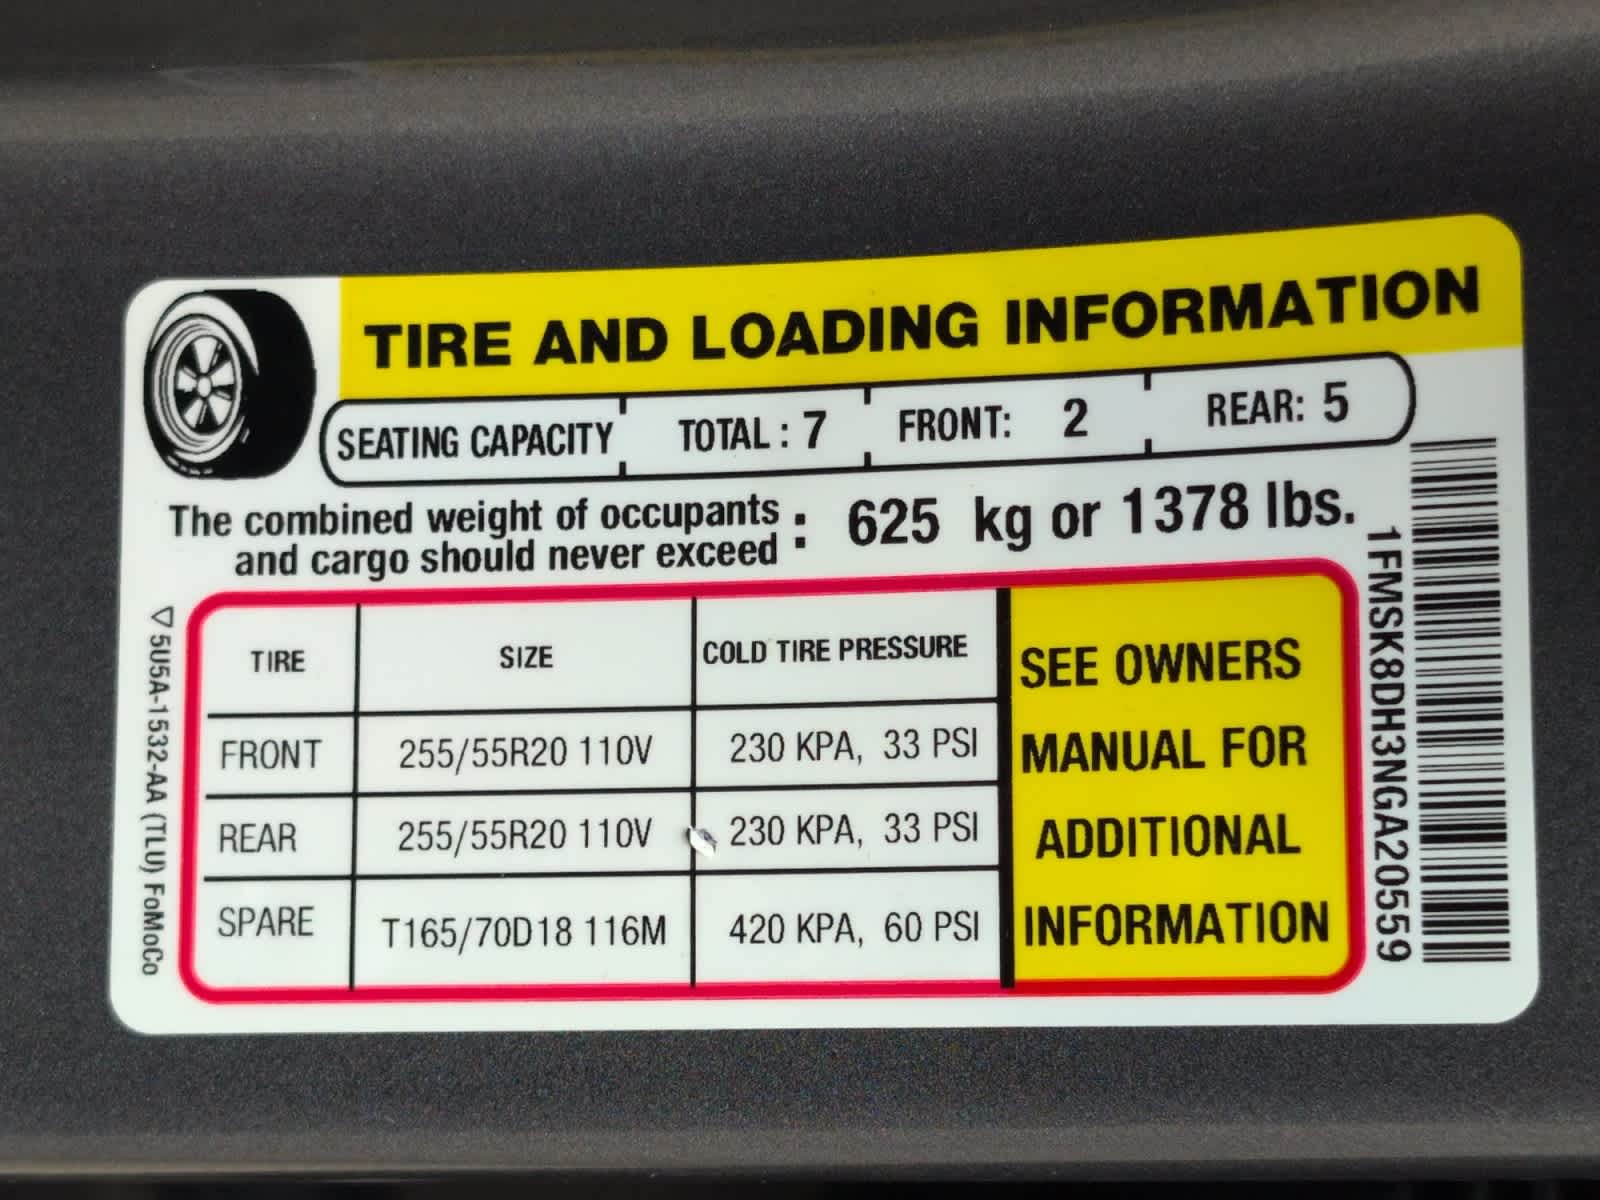 TIRE AND LOADING INFORMATION
SEATING CAPACITY TOTAL : 7 FRONT: 2 REAR: 5
The combined weight of occupants
and cargo should never exceed : 625 kg or 1378 lbs.
TIRE SIZE COLD TIRE PRESSURE
FRONT 255/55R20 110V 230 KPA, 33 PSI
REAR 255/55R20 110V 230 KPA, 33 PSI
SPARE T165/70D18 116M 420 KPA, 60 PSI
SEE OWNERS
MANUAL FOR
ADDITIONAL
INFORMATION
1FMSK8DH3NGA20559
5U5A-1532-AA (TLU) FoMoCo